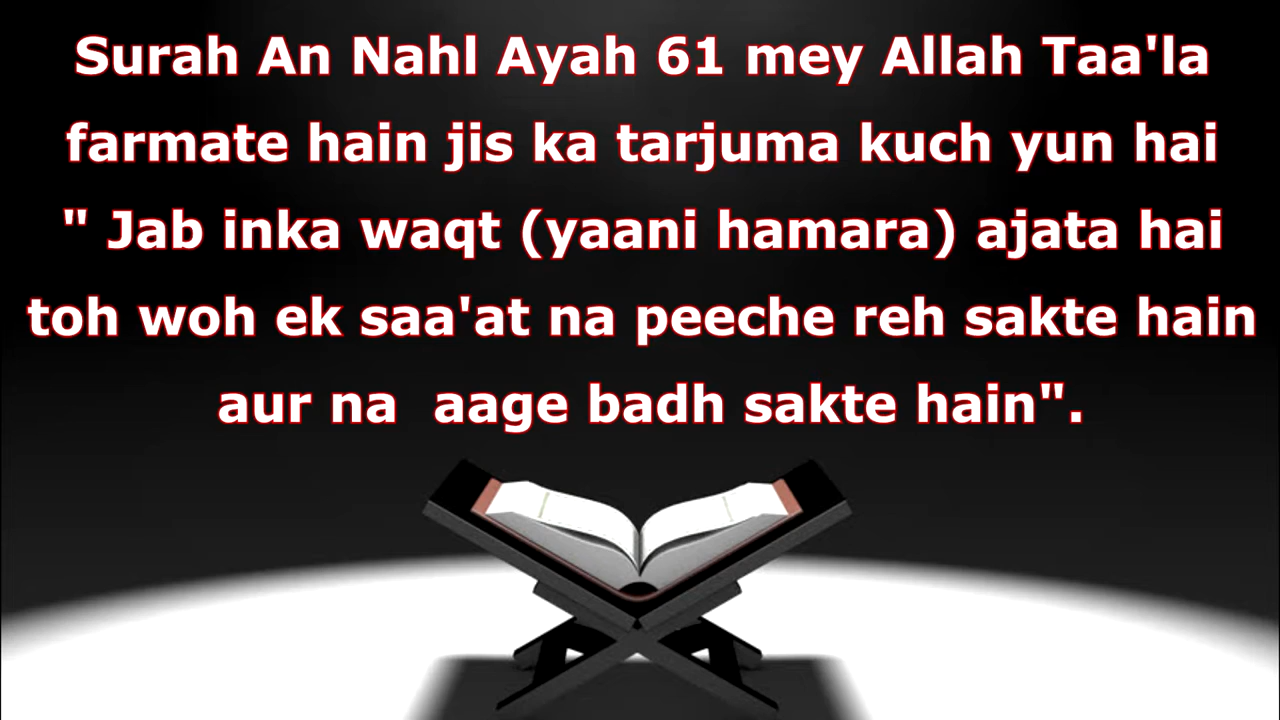 Surah An Nahl Ayah 61 mey Allah Taa'la
farmate hain jis ka tarjuma kuch yun hai
" Jab inka waqt (yaani hamara) ajata hai
toh woh ek saa'at na peeche reh sakte hain
aur na  aage badh sakte hain".